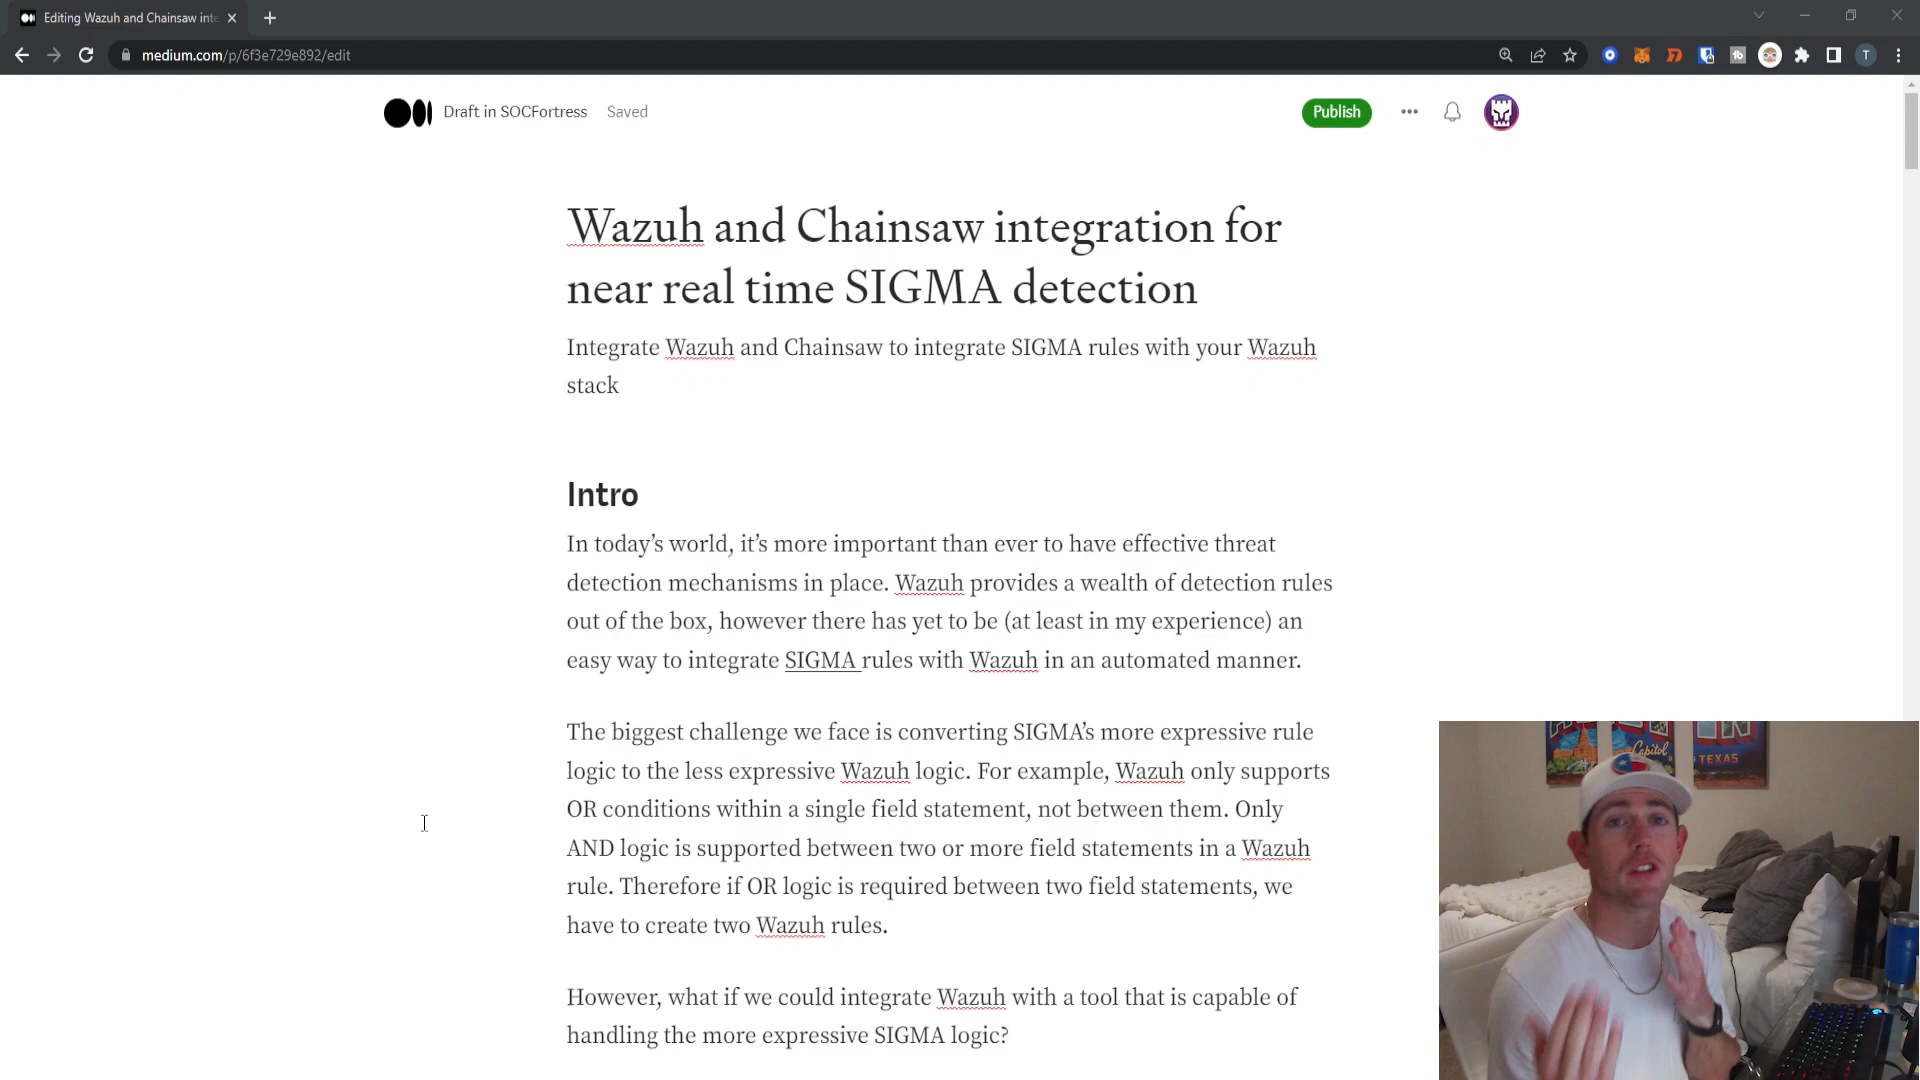 Editing Wazuh and Chainsaw inte
medium.com/p/6f3e729e892/edit
T
Draft in SOCFortress Saved
Publish
Wazuh and Chainsaw integration for
near real time SIGMA detection
Integrate Wazuh and Chainsaw to integrate SIGMA rules with your Wazuh
stack
Intro
In today’s world, it’s more important than ever to have effective threat
detection mechanisms in place. Wazuh provides a wealth of detection rules
out of the box, however there has yet to be (at least in my experience) an
easy way to integrate SIGMA rules with Wazuh in an automated manner.
The biggest challenge we face is converting SIGMA’s more expressive rule
logic to the less expressive Wazuh logic. For example, Wazuh only supports
OR conditions within a single field statement, not between them. Only
AND logic is supported between two or more field statements in a Wazuh
rule. Therefore if OR logic is required between two field statements, we
have to create two Wazuh rules.
However, what if we could integrate Wazuh with a tool that is capable of
handling the more expressive SIGMA logic?
Capitol
TEXAS